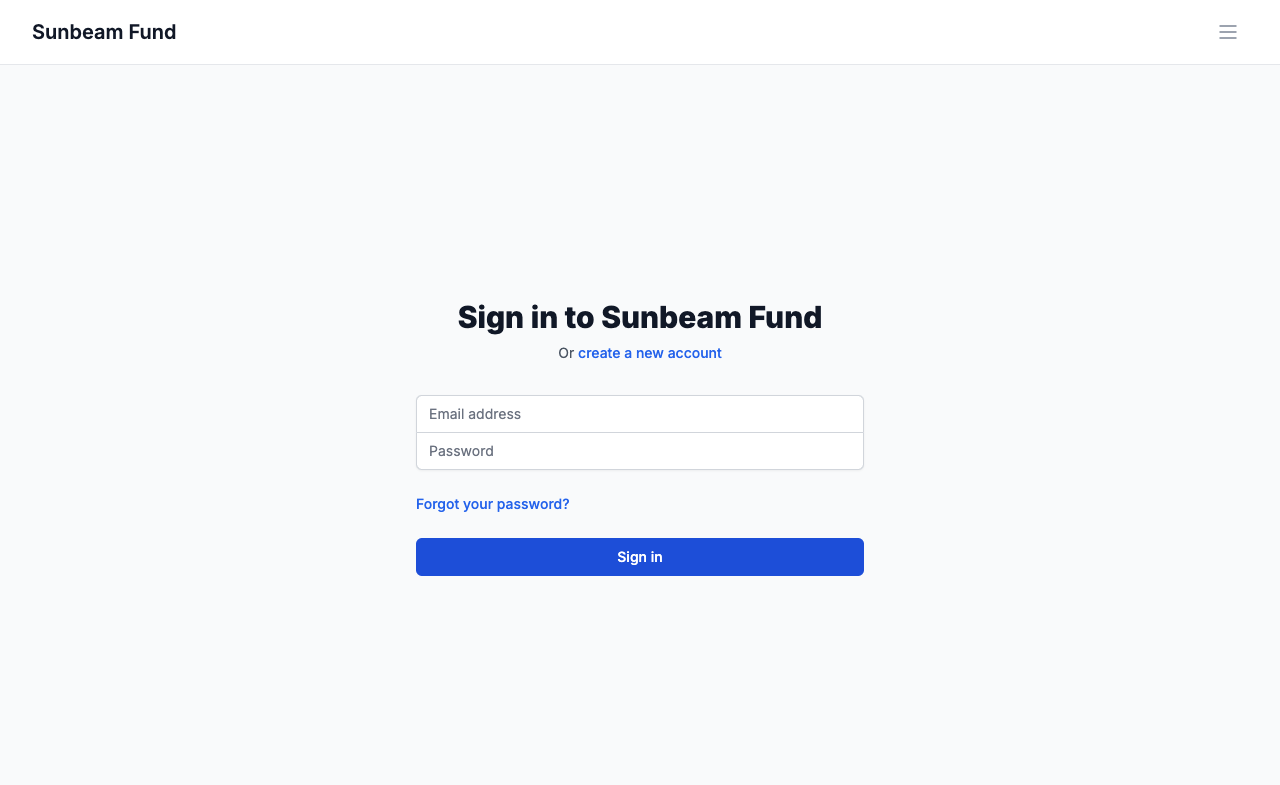 Sunbeam Fund
Sign in to Sunbeam Fund
Or create a new account
Email address
Password
Forgot your password?
Sign in